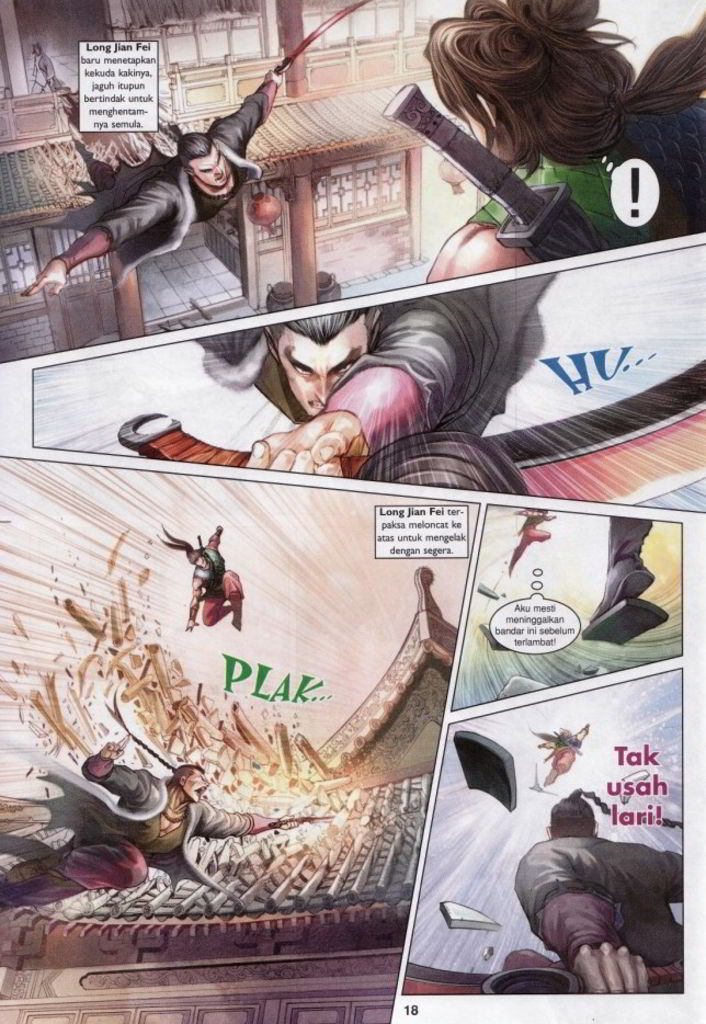 Long Jian Fei
baru menetapkan
kekuda kakinya,
jaguh itupun
bertindak untuk
menghentam-
nya semula.
!
HU...
Long Jian Fei ter-
paksa meloncat ke
atas untuk mengelak
dengan segera.
PLAK...
Aku mesti
meninggalkan
bandar ini sebelum
terlambat!
Tak
usah
lari!
18